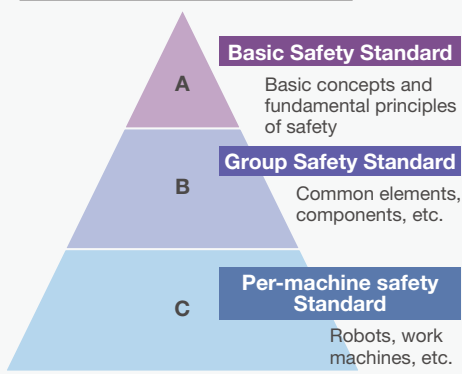 A
Basic Safety Standard
Basic concepts and
fundamental principles
of safety
B
Group Safety Standard
Common elements,
components, etc.
C
Per-machine safety
Standard
Robots, work
machines, etc.